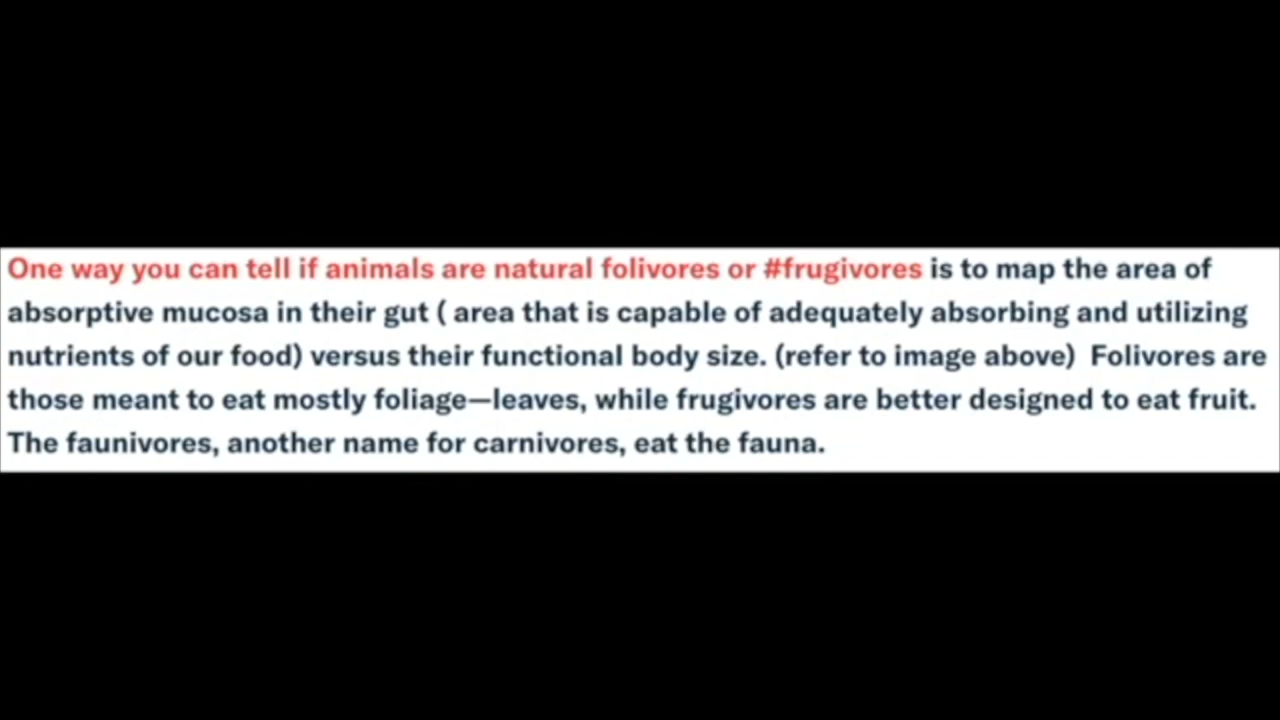 One way you can tell if animals are natural folivores or #frugivores is to map the area of
absorptive mucosa in their gut ( area that is capable of adequately absorbing and utilizing
nutrients of our food) versus their functional body size. (refer to image above)  Folivores are
those meant to eat mostly foliage—leaves, while frugivores are better designed to eat fruit.
The faunivores, another name for carnivores, eat the fauna.